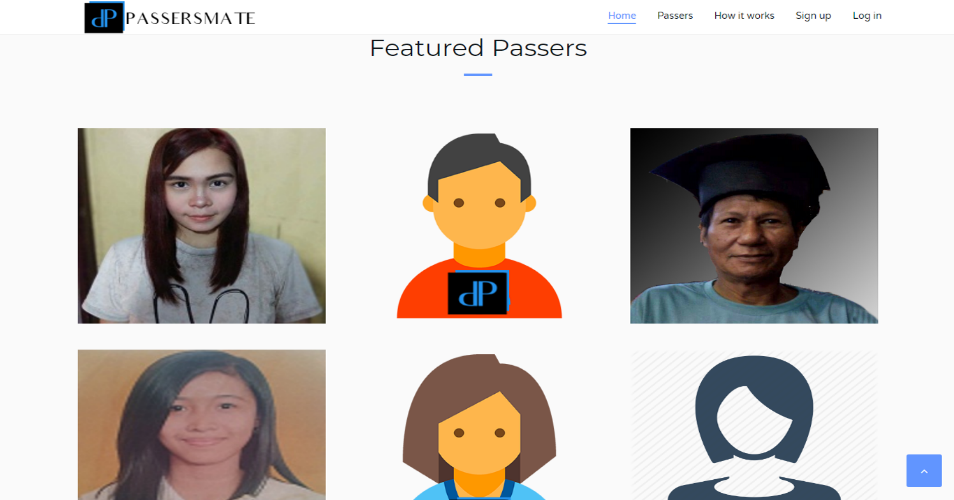 dP PASSERSMATE
Home Passers How it works Sign up Log in
Featured Passers
dP